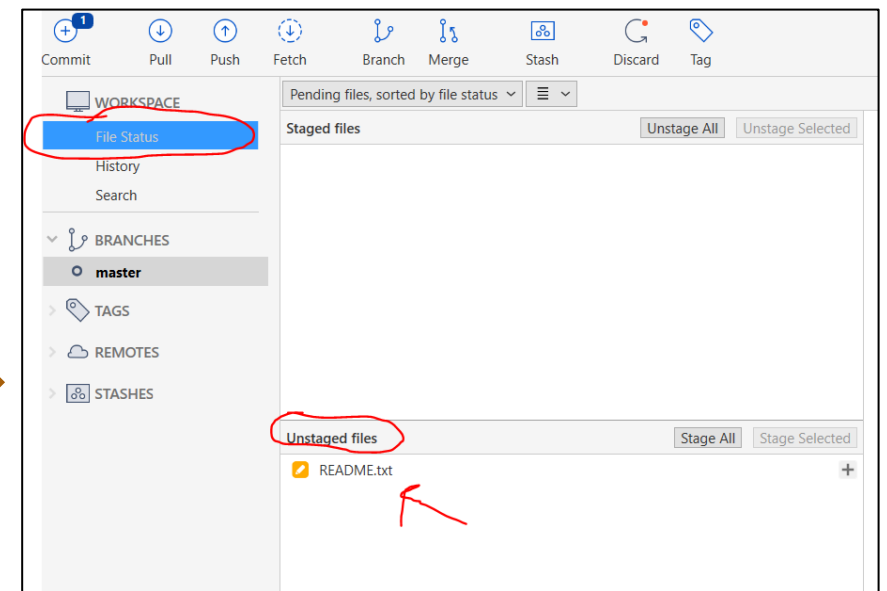 1
Commit Pull Push Fetch Branch Merge Stash Discard Tag
WORKSPACE
File Status
History
Search
BRANCHES
master
TAGS
REMOTES
STASHES
Pending files, sorted by file status
Staged files Unstage All Unstage Selected
Unstaged files Stage All Stage Selected
README.txt